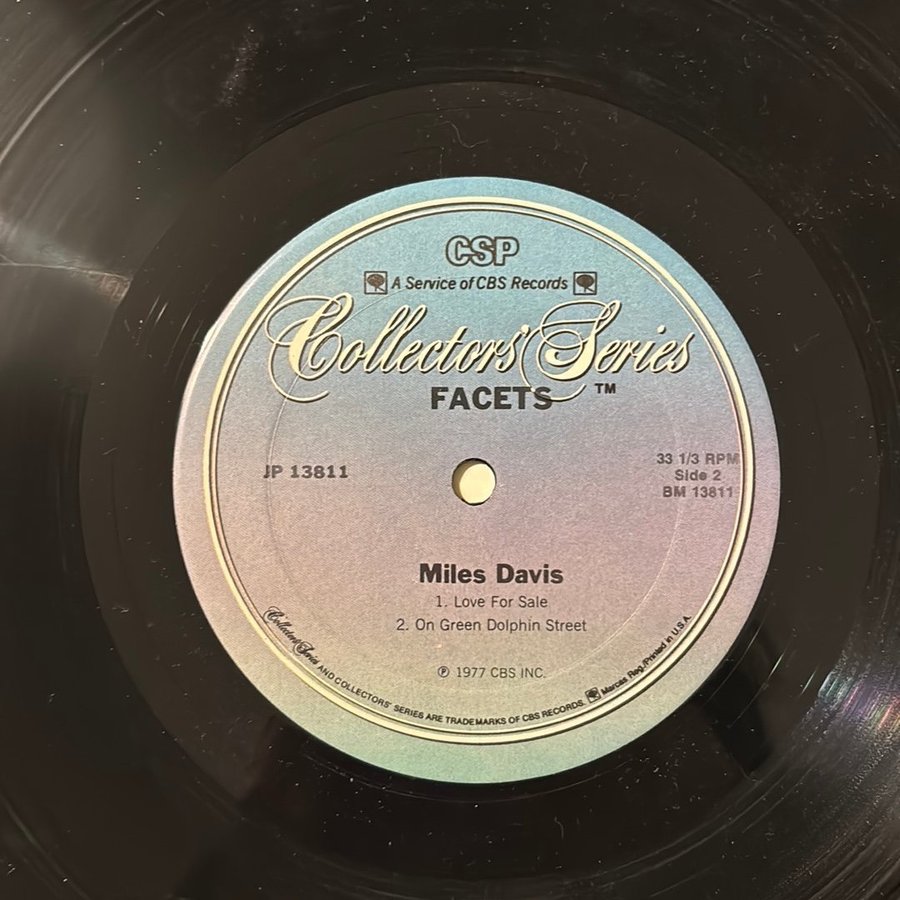 CSP
A Service of CBS Records
Collectors' Series
FACETS ™
JP 13811
33 1/3 RPM
Side 2
BM 13811
Miles Davis
1. Love For Sale
2. On Green Dolphin Street
℗ 1977 CBS INC.
Collectors' Series AND COLLECTORS' SERIES ARE TRADEMARKS OF CBS RECORDS. Marcas Reg. Printed in U.S.A.